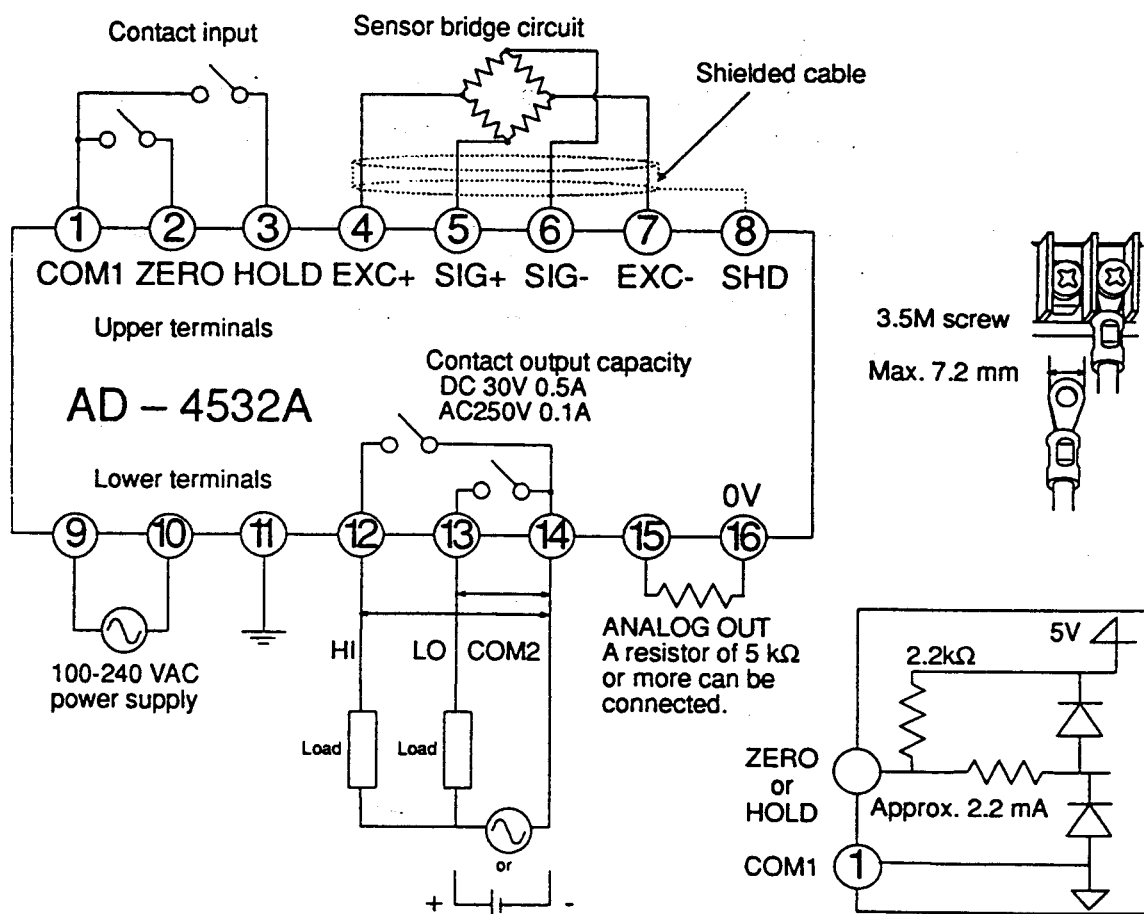 Contact input
Sensor bridge circuit
Shielded cable
1 2 3 4 5 6 7 8
COM1 ZERO HOLD EXC+ SIG+ SIG- EXC- SHD
Upper terminals
3.5M screw
Max. 7.2 mm
Contact output capacity
DC 30V 0.5A
AC250V 0.1A
AD – 4532A
Lower terminals
0V
9 10 11 12 13 14 15 16
100-240 VAC
power supply
HI LO COM2
Load Load
or
+ -
ANALOG OUT
A resistor of 5 kΩ
or more can be
connected.
5V
2.2kΩ
ZERO
or
HOLD
Approx. 2.2 mA
COM1 1